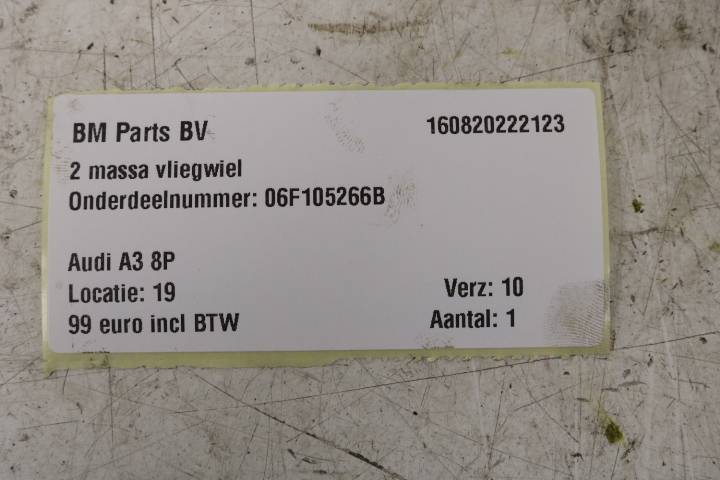 BM Parts BV 160820222123
2 massa vliegwiel
Onderdeelnummer: 06F105266B
Audi A3 8P
Locatie: 19 Verz: 10
99 euro incl BTW Aantal: 1